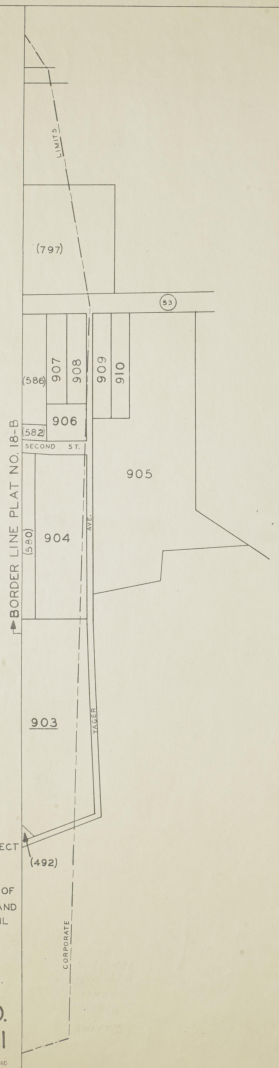 LIMITS
(797)
53
(586)
907
908
909
910
906
(582)
SECOND ST.
905
BORDER LINE PLAT NO. 18-B
(580)
904
AVE.
903
YAGER
ECT
(492)
OF
AND
IL
CORPORATE
O.
1